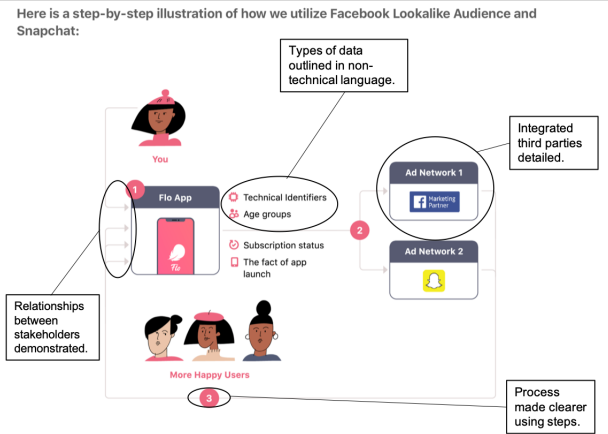 Here is a step-by-step illustration of how we utilize Facebook Lookalike Audience and
Snapchat:
Types of data
outlined in non-
technical language.
Integrated
third parties
detailed.
You
1
Flo App
Technical Identifiers
Age groups
Subscription status
The fact of app
launch
Flo
2
Ad Network 1
f Marketing
Partner
Ad Network 2
Relationships
between
stakeholders
demonstrated.
More Happy Users
3
Process
made clearer
using steps.